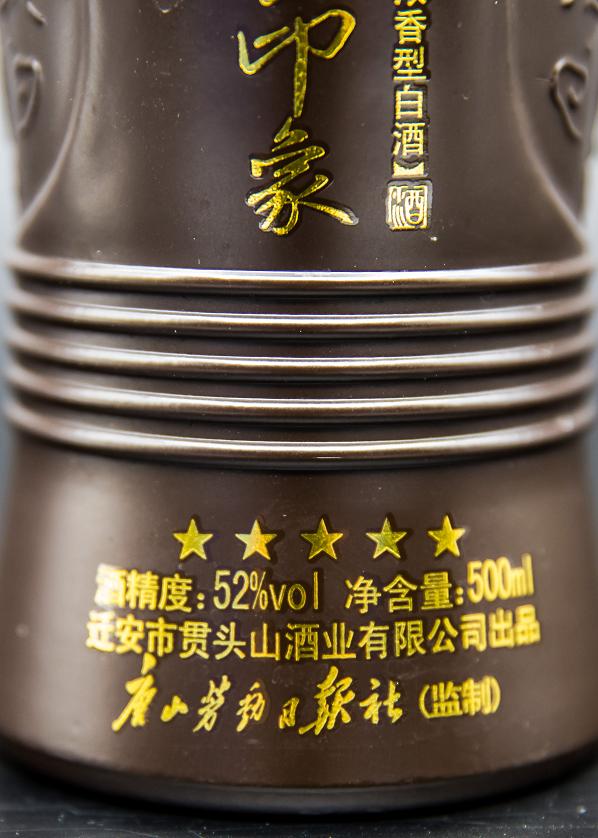 印象
香型白酒
酒
酒精度:52%vol 净含量:500ml
迁安市贯头山酒业有限公司出品
唐山劳动日报社(监制)